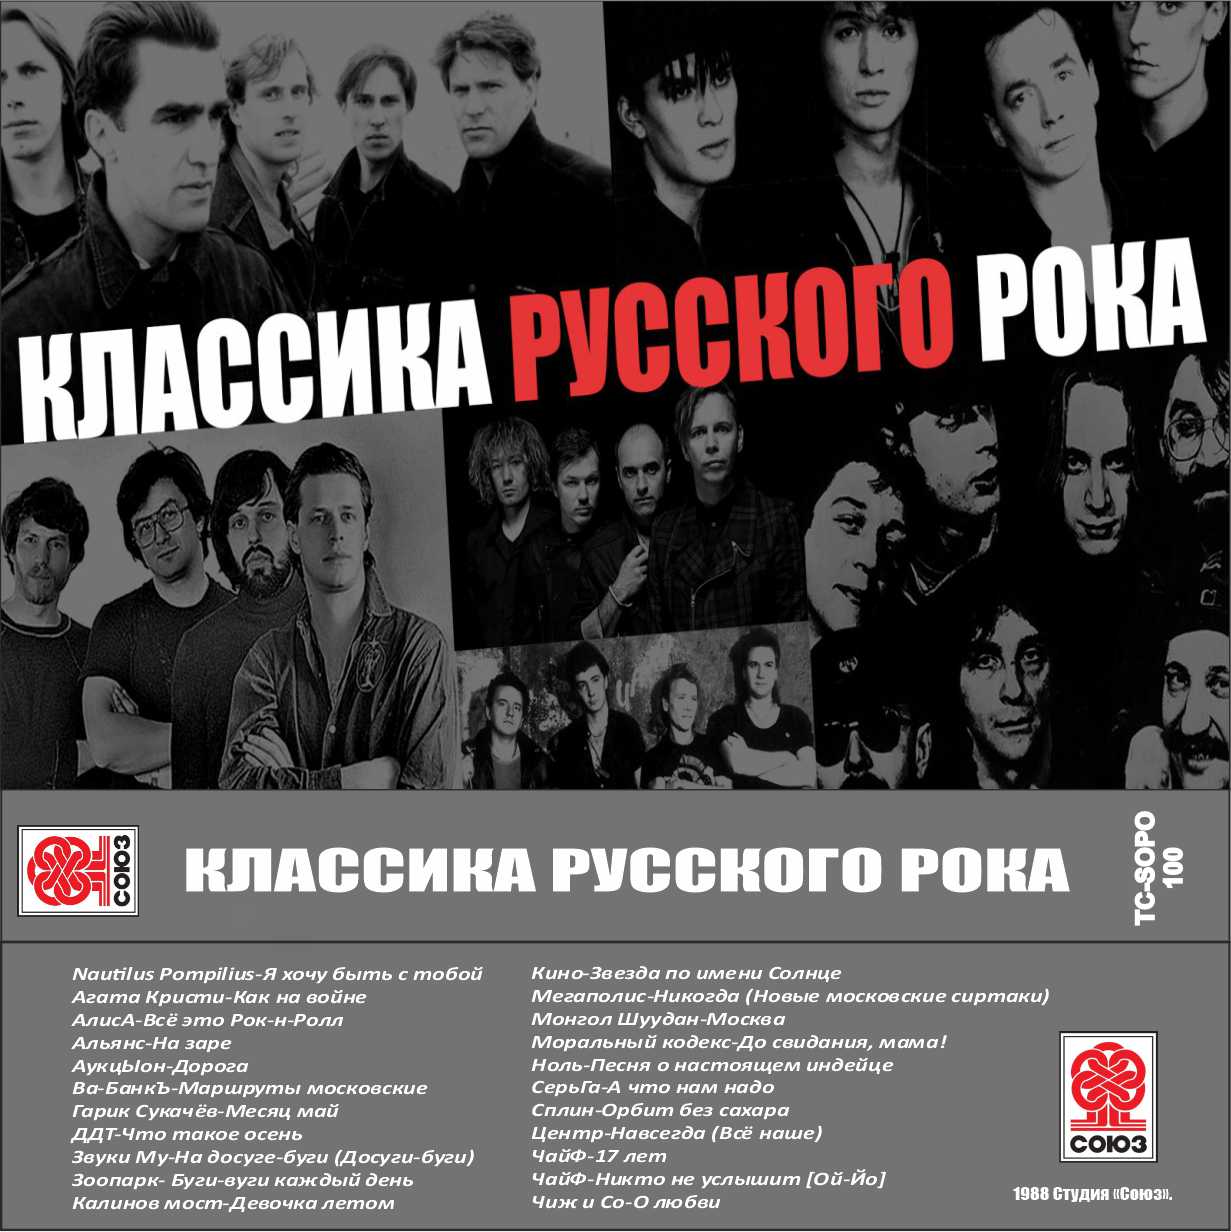 КЛАССИКА РУССКОГО РОКА
СОЮЗ
КЛАССИКА РУССКОГО РОКА
TC-SOPO
100
Nautilus Pompilius-Я хочу быть с тобой
Агата Кристи-Как на войне
АлисА-Всё это Рок-н-Ролл
Альянс-На заре
АукцЫон-Дорога
Ва-БанкЪ-Маршруты московские
Гарик Сукачёв-Месяц май
ДДТ-Что такое осень
Звуки Му-На досуге-буги (Досуги-буги)
Зоопарк- Буги-вуги каждый день
Калинов мост-Девочка летом
Кино-Звезда по имени Солнце
Мегаполис-Никогда (Новые московские сиртаки)
Монгол Шуудан-Москва
Моральный кодекс-До свидания, мама!
Ноль-Песня о настоящем индейце
СерьГа-А что нам надо
Сплин-Орбит без сахара
Центр-Навсегда (Всё наше)
ЧайФ-17 лет
ЧайФ-Никто не услышит [Ой-Йо]
Чиж и Со-О любви
СОЮЗ
1988 Студия «Союз».